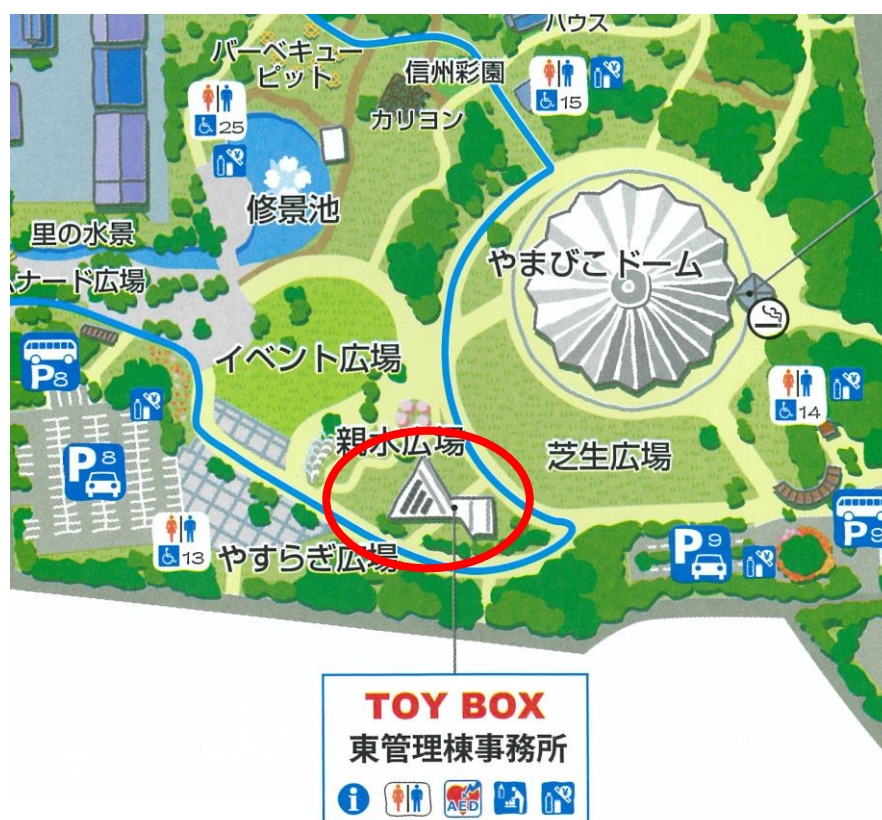 ハウス
バーベキュー
ピット
信州彩園
15
25
カリヨン
修景池
里の水景
ナード広場
やまびこドーム
イベント広場
P8
14
親水広場
芝生広場
P8
13
やすらぎ広場
P9
P9
TOY BOX
東管理棟事務所
i
AED